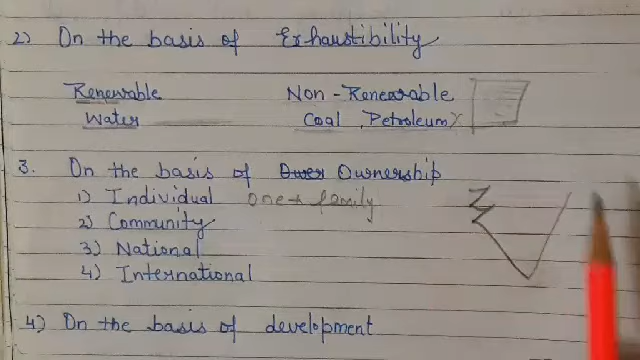 2) On the basis of Exhaustibility
Renewable Non-Renewable
Water Coal, Petroleum
3. On the basis of Ownership
1) Individual one family
2) Community
3) National
4) International
4) On the basis of development